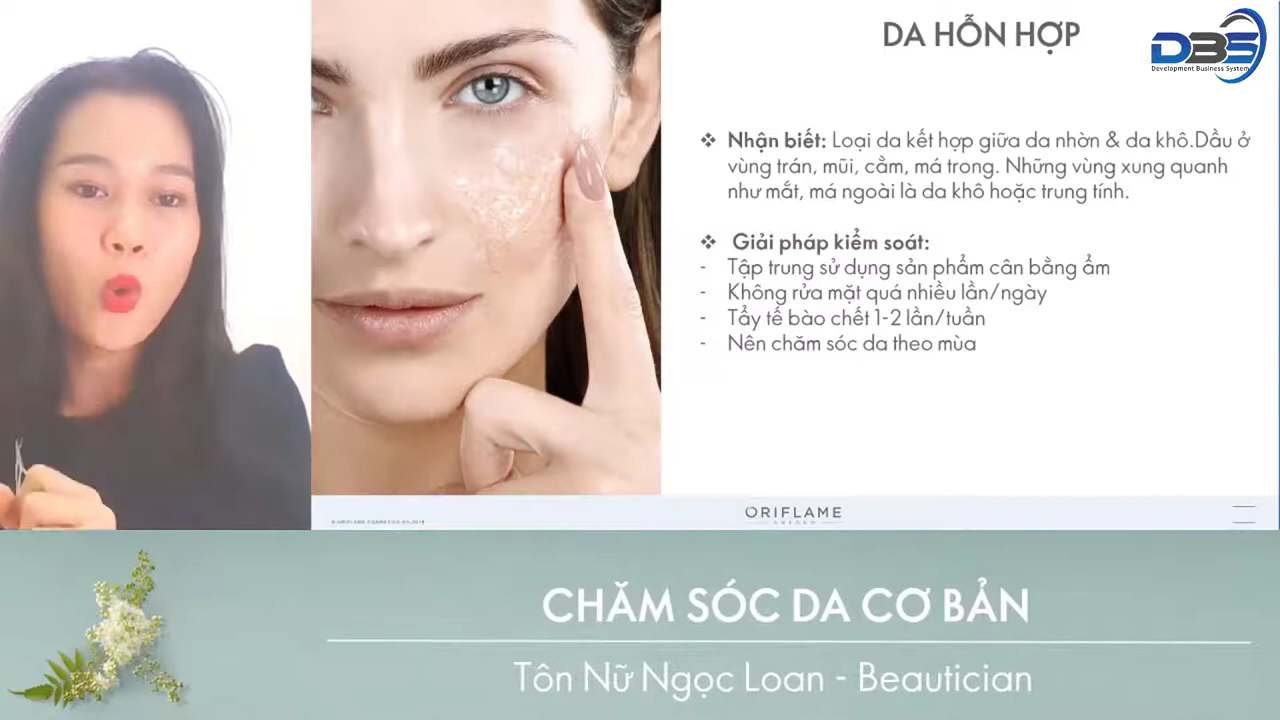 DA HỖN HỢP
DBS
Development Business System
❖ Nhận biết: Loại da kết hợp giữa da nhờn & da khô.Dầu ở
vùng trán, mũi, cằm, má trong. Những vùng xung quanh
như mắt, má ngoài là da khô hoặc trung tính.
❖ Giải pháp kiểm soát:
- Tập trung sử dụng sản phẩm cân bằng ẩm
- Không rửa mặt quá nhiều lần/ngày
- Tẩy tế bào chết 1-2 lần/tuần
- Nên chăm sóc da theo mùa
ORIFLAME
SWEDEN
CHĂM SÓC DA CƠ BẢN
Tôn Nữ Ngọc Loan - Beautician